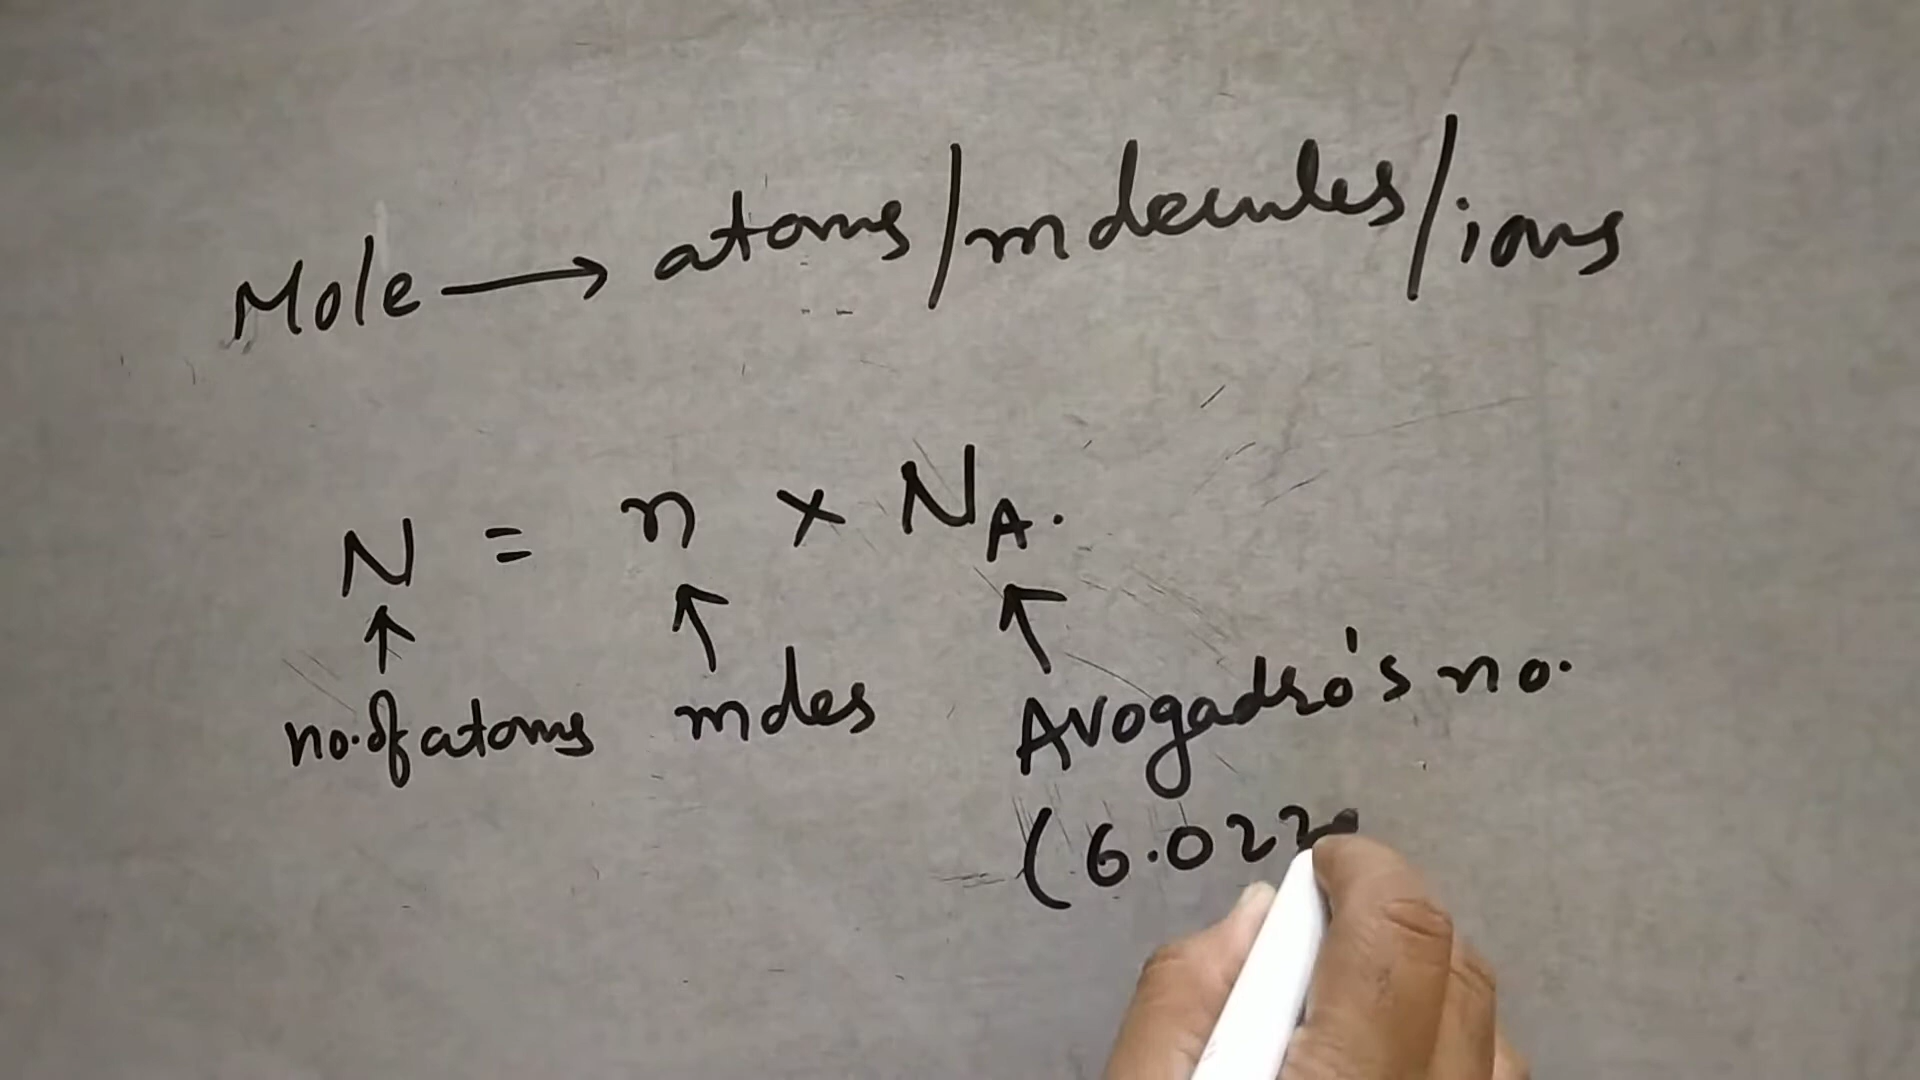 Mole → atoms/molecules/ions
N = n × NA.
↑ ↑ ↑
no. of atoms moles Avogadro's no.
(6.022